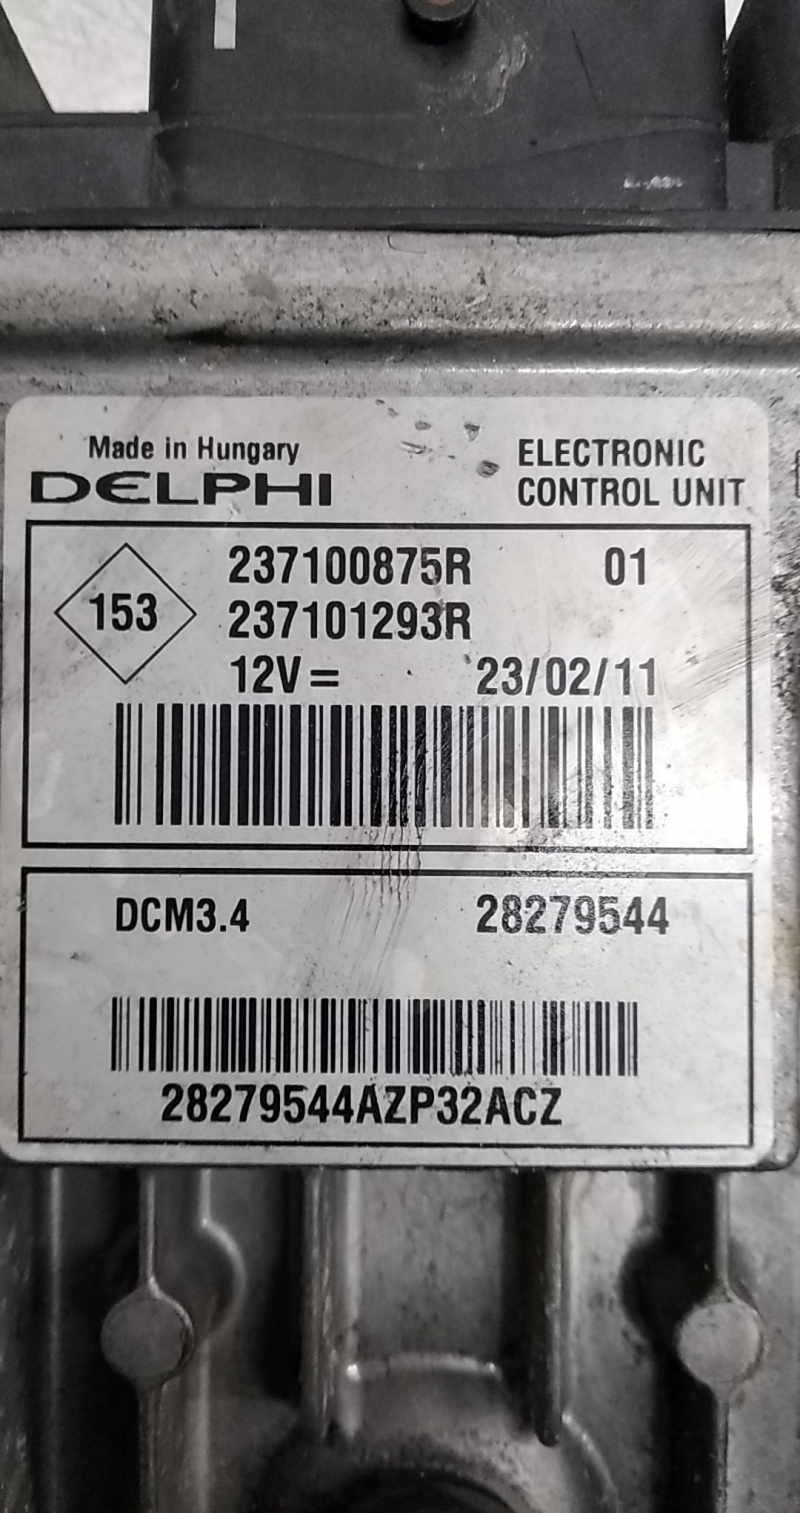 Made in Hungary
DELPHI
ELECTRONIC
CONTROL UNIT
153
237100875R 01
237101293R
12V= 23/02/11
DCM3.4 28279544
28279544AZP32ACZ